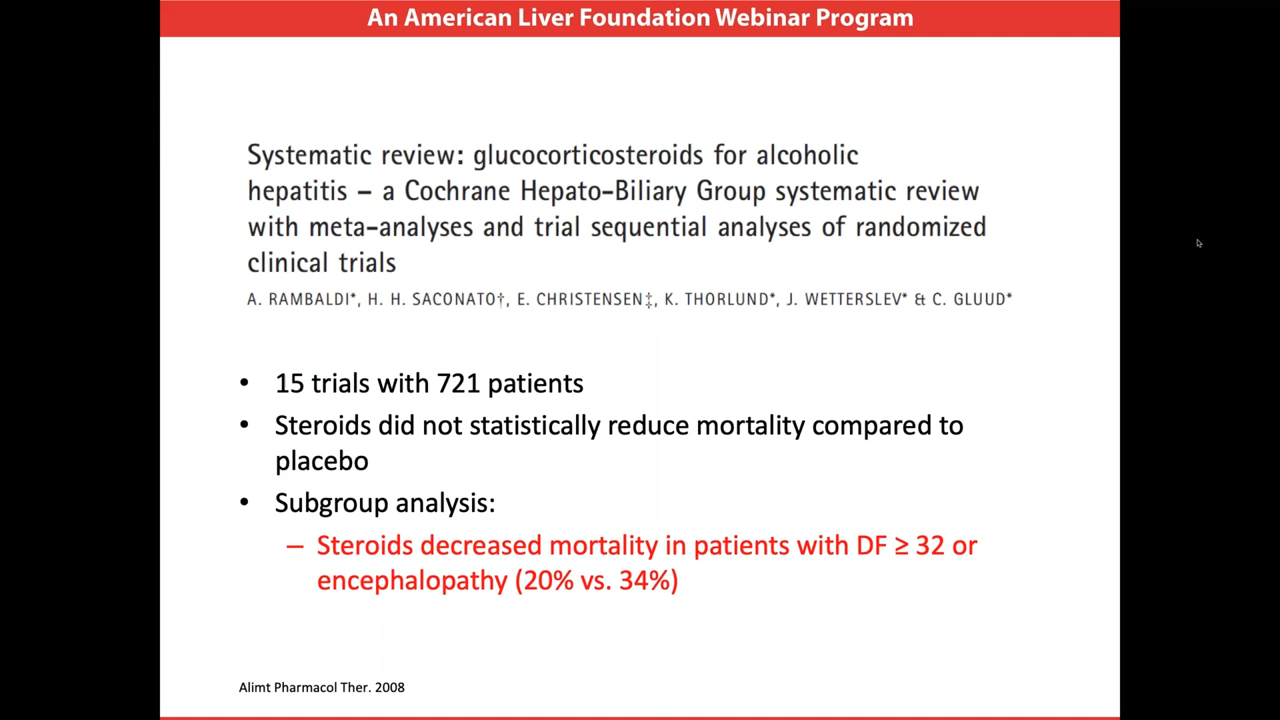 An American Liver Foundation Webinar Program
Systematic review: glucocorticosteroids for alcoholic
hepatitis – a Cochrane Hepato-Biliary Group systematic review
with meta-analyses and trial sequential analyses of randomized
clinical trials
A. RAMBALDI*, H. H. SACONATO†, E. CHRISTENSEN‡, K. THORLUND*, J. WETTERSLEV* & C. GLUUD*
• 15 trials with 721 patients
• Steroids did not statistically reduce mortality compared to
placebo
• Subgroup analysis:
– Steroids decreased mortality in patients with DF ≥ 32 or
encephalopathy (20% vs. 34%)
Alimt Pharmacol Ther. 2008